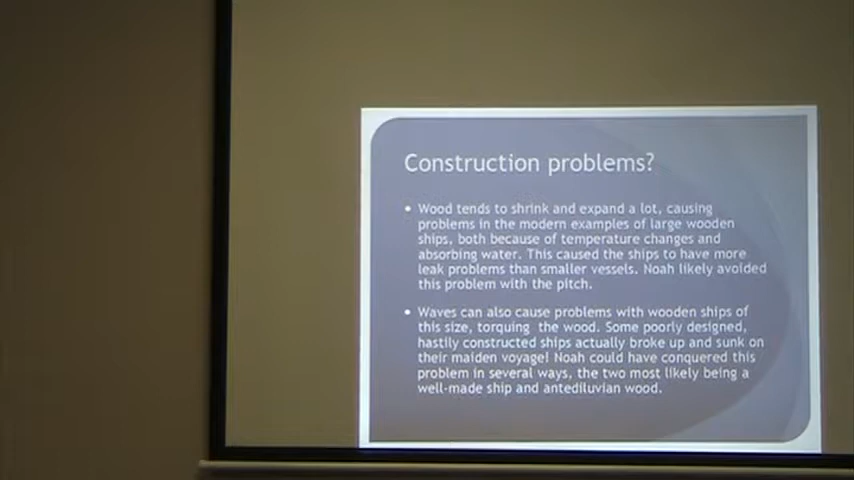 Construction problems?
• Wood tends to shrink and expand a lot, causing
problems in the modern examples of large wooden
ships, both because of temperature changes and
absorbing water. This caused the ships to have more
leak problems than smaller vessels. Noah likely avoided
this problem with the pitch.
• Waves can also cause problems with wooden ships of
this size, torquing the wood. Some poorly designed,
hastily constructed ships actually broke up and sunk on
their maiden voyage! Noah could have conquered this
problem in several ways, the two most likely being a
well-made ship and antediluvian wood.